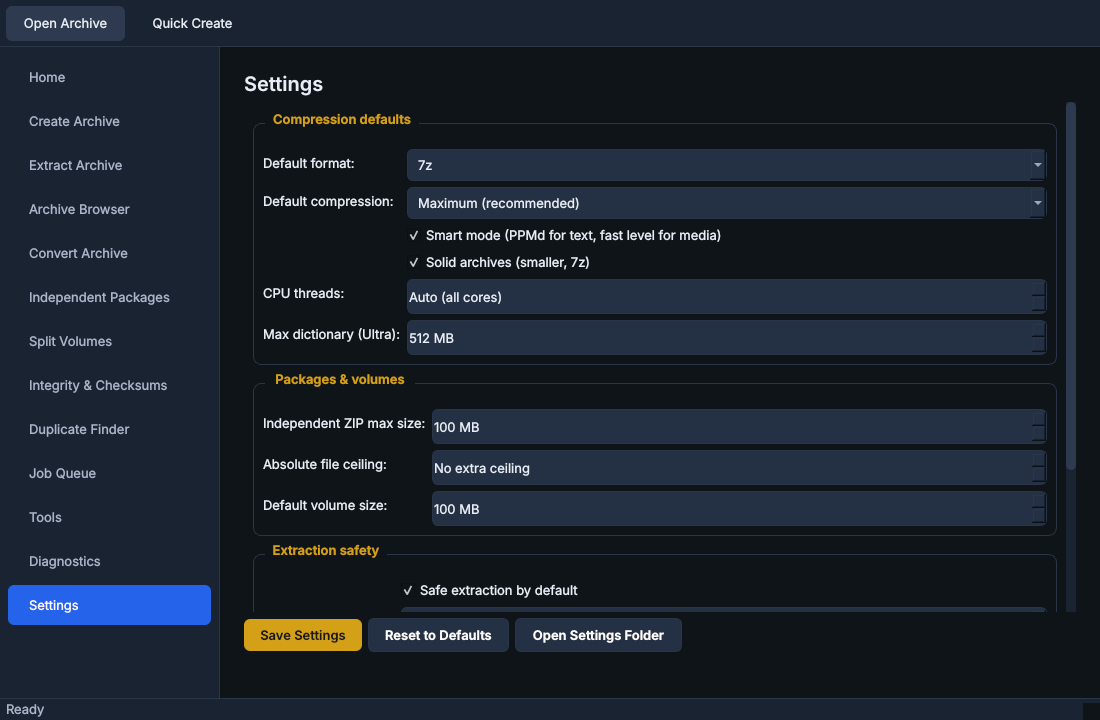 Open Archive
Quick Create
Home
Create Archive
Extract Archive
Archive Browser
Convert Archive
Independent Packages
Split Volumes
Integrity & Checksums
Duplicate Finder
Job Queue
Tools
Diagnostics
Settings
Settings
Compression defaults
Default format:
7z
Default compression:
Maximum (recommended)
✓ Smart mode (PPMd for text, fast level for media)
✓ Solid archives (smaller, 7z)
CPU threads:
Auto (all cores)
Max dictionary (Ultra):
512 MB
Packages & volumes
Independent ZIP max size:
100 MB
Absolute file ceiling:
No extra ceiling
Default volume size:
100 MB
Extraction safety
✓ Safe extraction by default
Save Settings
Reset to Defaults
Open Settings Folder
Ready